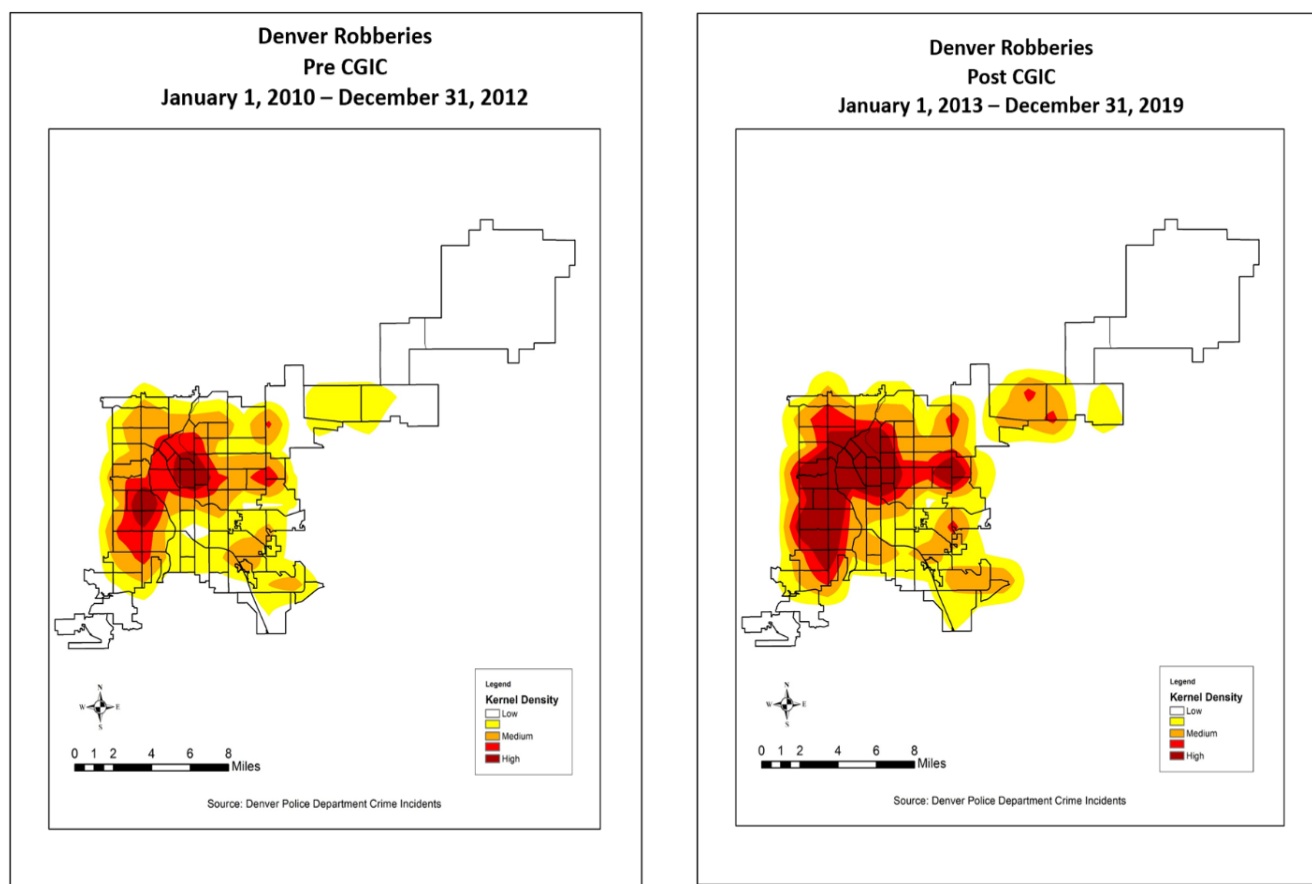 Denver Robberies
Pre CGIC
January 1, 2010 – December 31, 2012
N
W E
S
0 1 2 4 6 8
Miles
Legend
Kernel Density
Low
Medium
High
Source: Denver Police Department Crime Incidents
Denver Robberies
Post CGIC
January 1, 2013 – December 31, 2019
N
W E
S
0 1 2 4 6 8
Miles
Legend
Kernel Density
Low
Medium
High
Source: Denver Police Department Crime Incidents